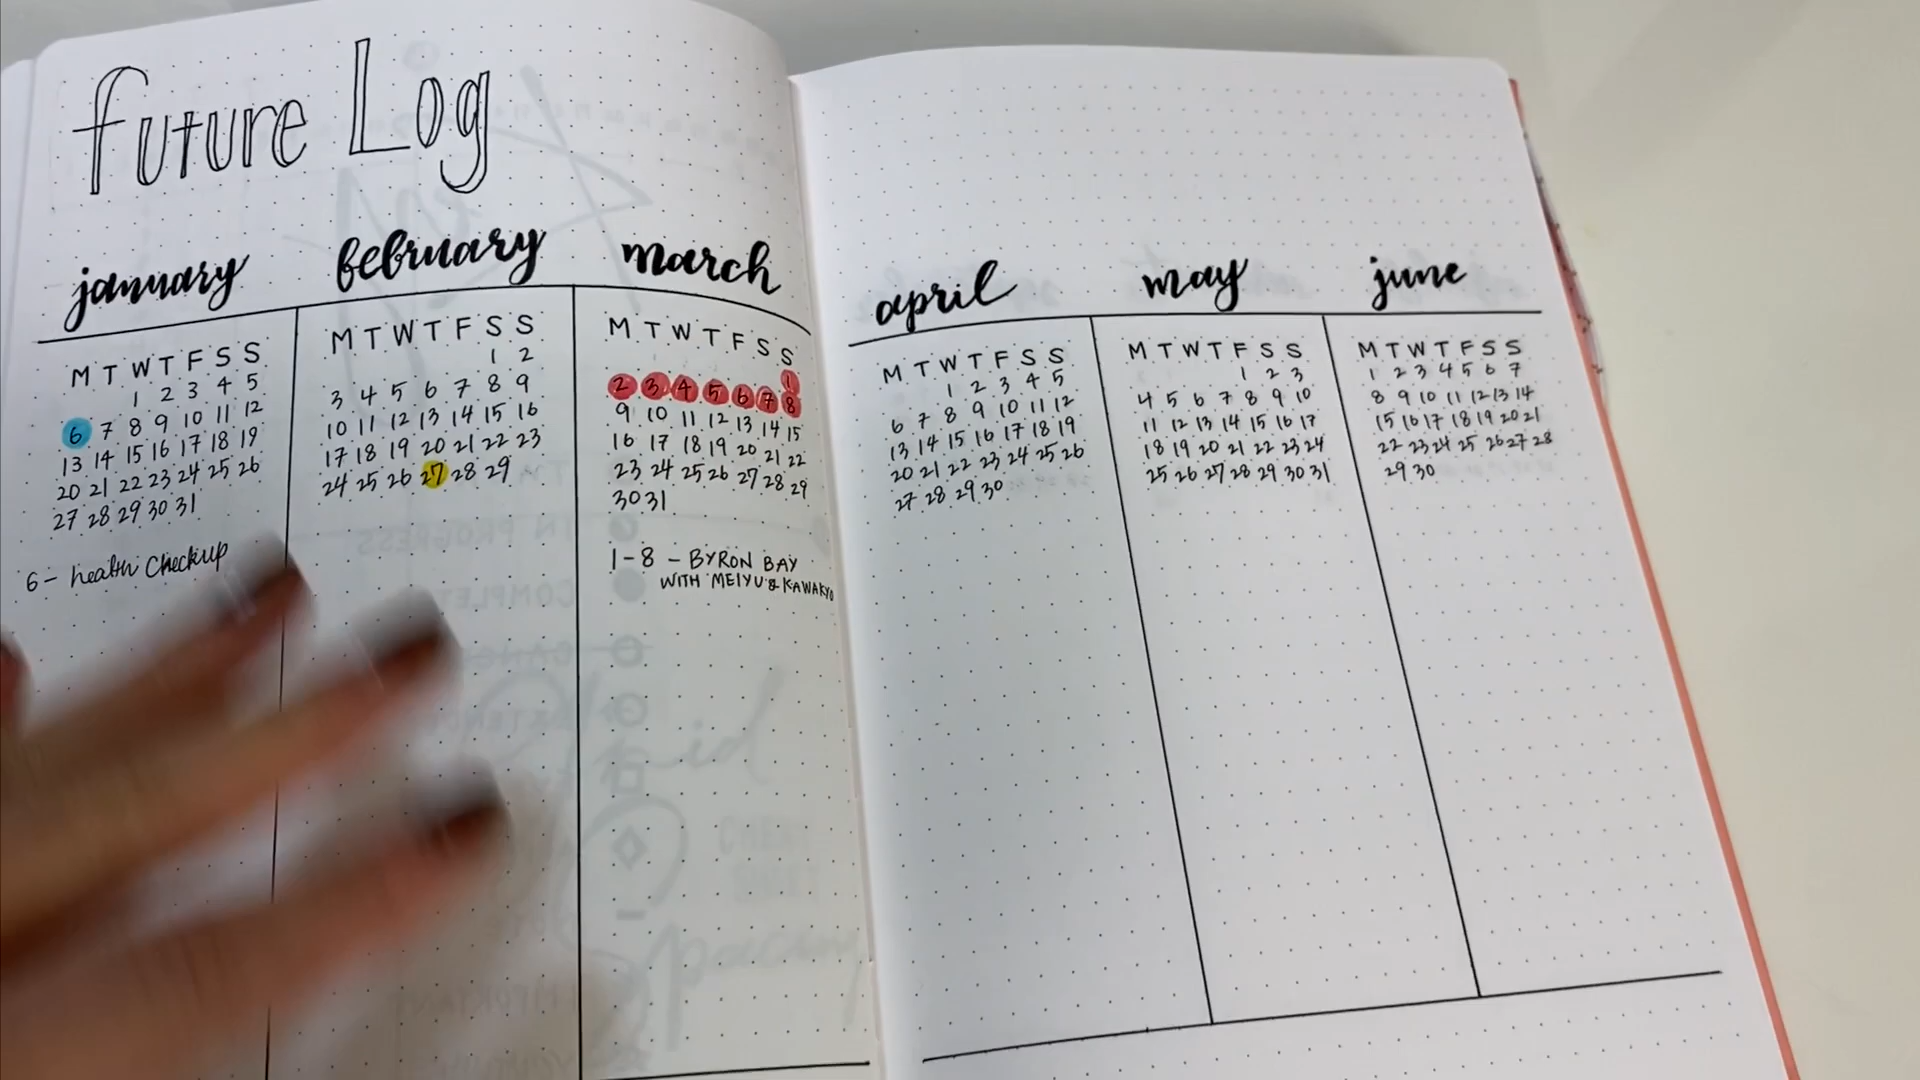 future Log
january
M T W T F S S
1 2 3 4 5
6 7 8 9 10 11 12
13 14 15 16 17 18 19
20 21 22 23 24 25 26
27 28 29 30 31
6 - health checkup
february
M T W T F S S
1 2
3 4 5 6 7 8 9
10 11 12 13 14 15 16
17 18 19 20 21 22 23
24 25 26 27 28 29
march
M T W T F S S
1
2 3 4 5 6 7 8
9 10 11 12 13 14 15
16 17 18 19 20 21 22
23 24 25 26 27 28 29
30 31
1-8 - BYRON BAY
WITH MEIYU & KAWAKYO
april
M T W T F S S
1 2 3 4 5
6 7 8 9 10 11 12
13 14 15 16 17 18 19
20 21 22 23 24 25 26
27 28 29 30
may
M T W T F S S
1 2 3
4 5 6 7 8 9 10
11 12 13 14 15 16 17
18 19 20 21 22 23 24
25 26 27 28 29 30 31
june
M T W T F S S
1 2 3 4 5 6 7
8 9 10 11 12 13 14
15 16 17 18 19 20 21
22 23 24 25 26 27 28
29 30